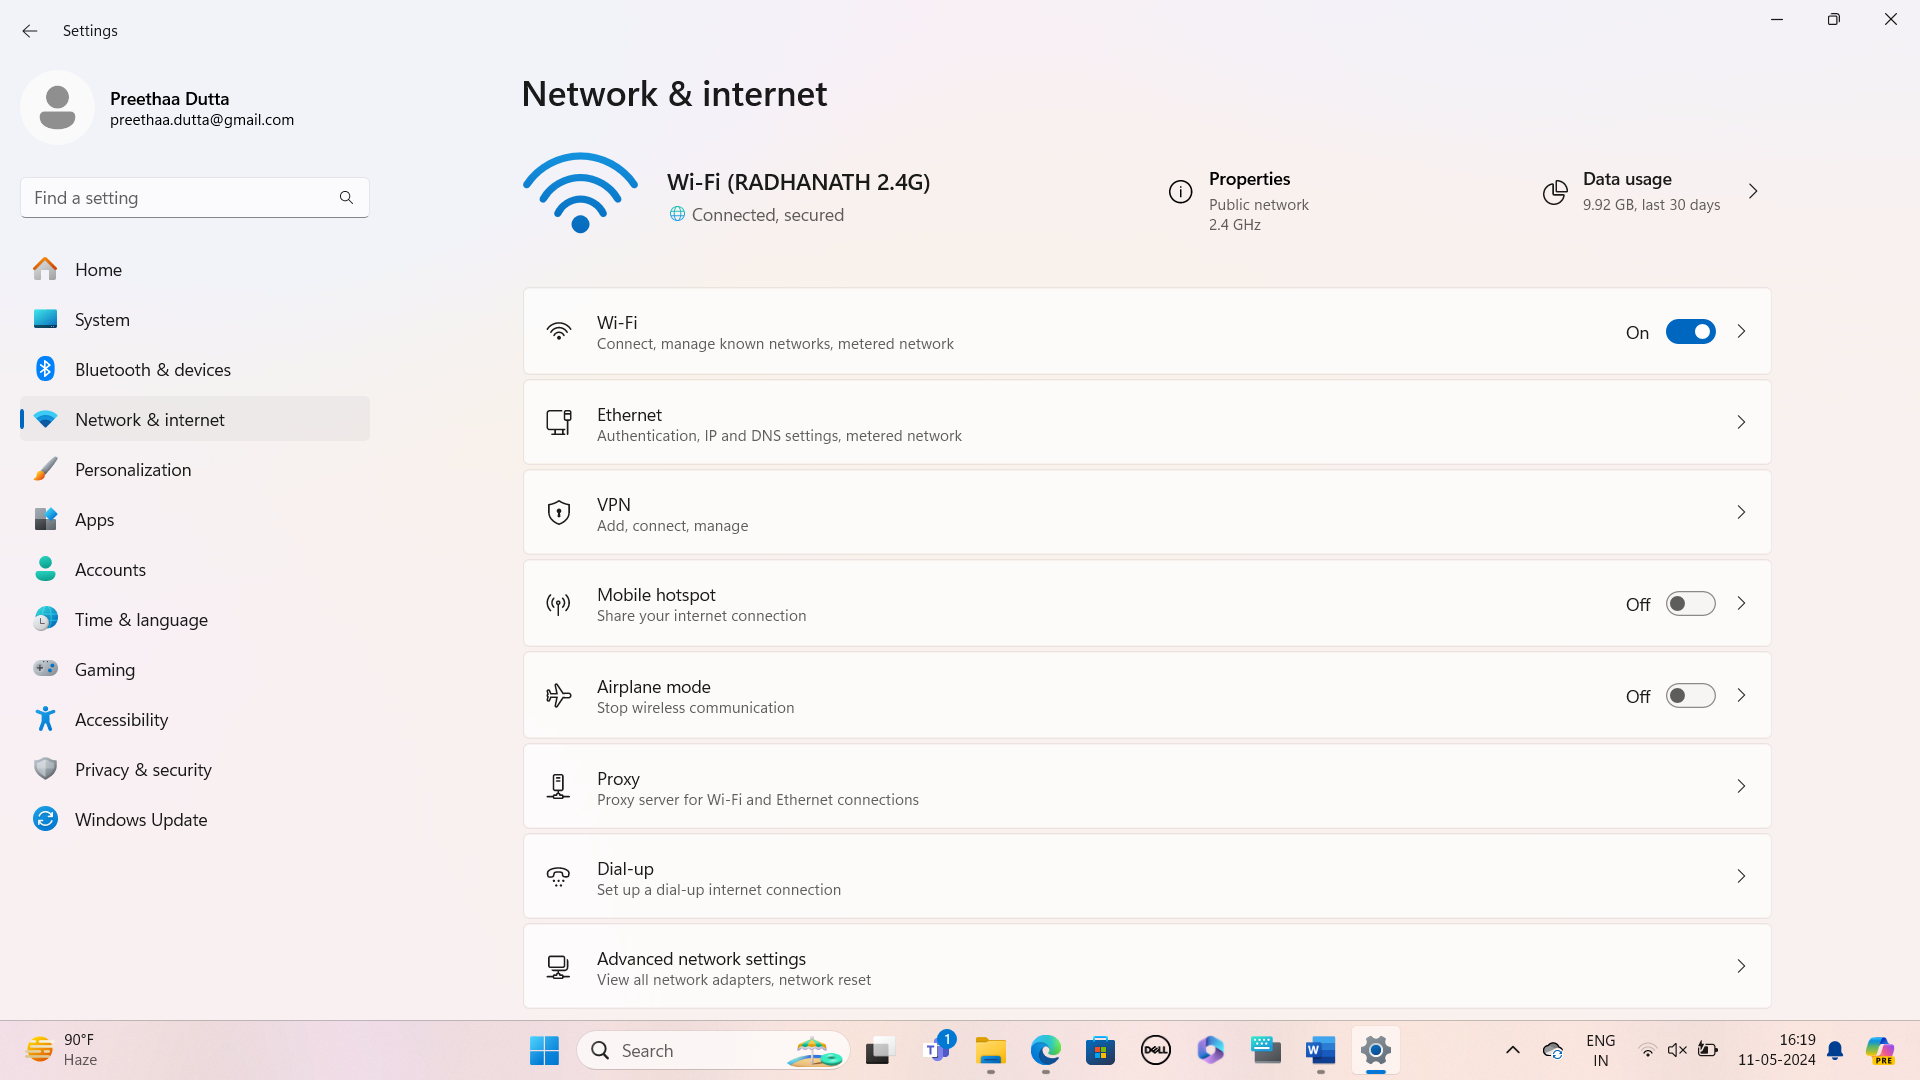 Settings
Preethaa Dutta
preethaa.dutta@gmail.com
Find a setting
Home
System
Bluetooth & devices
Network & internet
Personalization
Apps
Accounts
Time & language
Gaming
Accessibility
Privacy & security
Windows Update
Network & internet
Wi-Fi (RADHANATH 2.4G)
Connected, secured
Properties
Public network
2.4 GHz
Data usage
9.92 GB, last 30 days
Wi-Fi
Connect, manage known networks, metered network
On
Ethernet
Authentication, IP and DNS settings, metered network
VPN
Add, connect, manage
Mobile hotspot
Share your internet connection
Off
Airplane mode
Stop wireless communication
Off
Proxy
Proxy server for Wi-Fi and Ethernet connections
Dial-up
Set up a dial-up internet connection
Advanced network settings
View all network adapters, network reset
90°F
Haze
Search
T
1
DELL
W
ENG
IN
16:19
11-05-2024
PRE